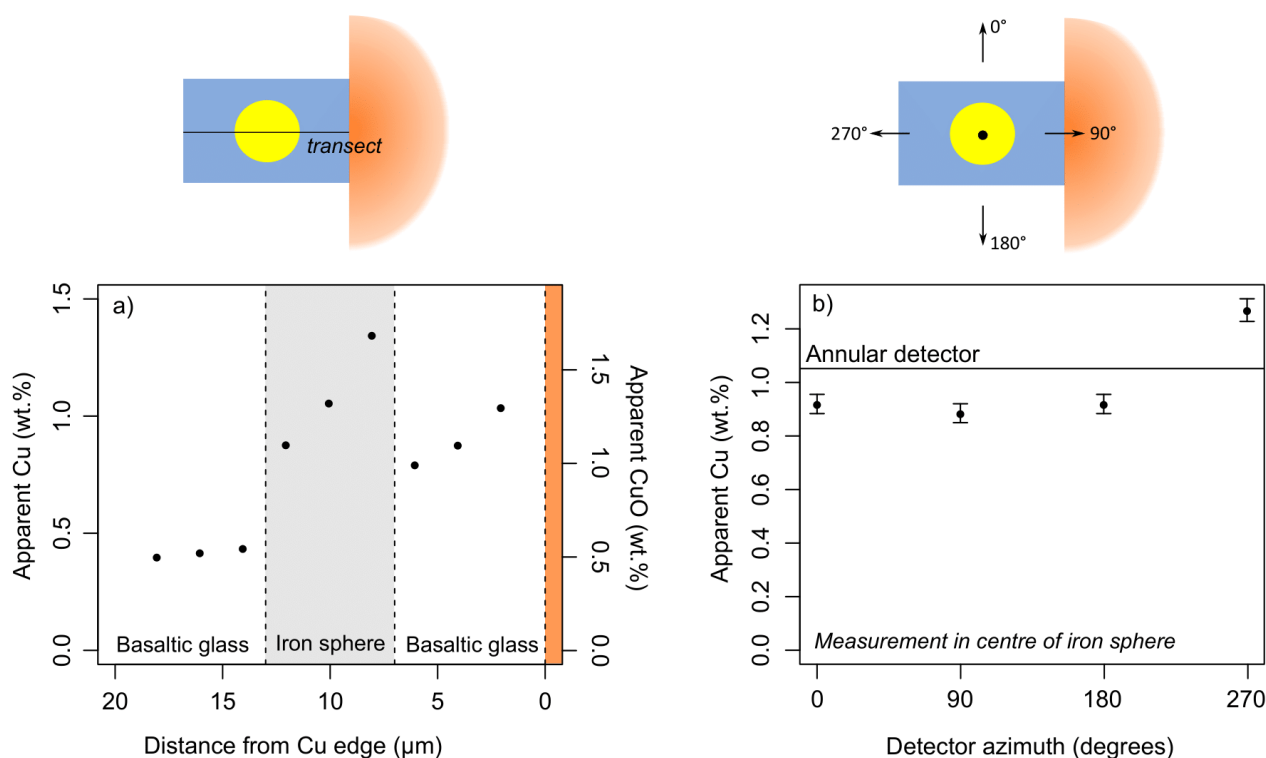 transect
0°
270°
90°
180°
a)
Apparent Cu (wt.%)
1.5
1.0
0.5
0.0
Basaltic glass
Iron sphere
Basaltic glass
1.5
1.0
0.5
0.0
Apparent CuO (wt.%)
20
15
10
5
0
Distance from Cu edge (µm)
b)
Apparent Cu (wt.%)
1.2
1.0
0.8
0.6
0.4
0.2
0.0
Annular detector
Measurement in centre of iron sphere
0
90
180
270
Detector azimuth (degrees)